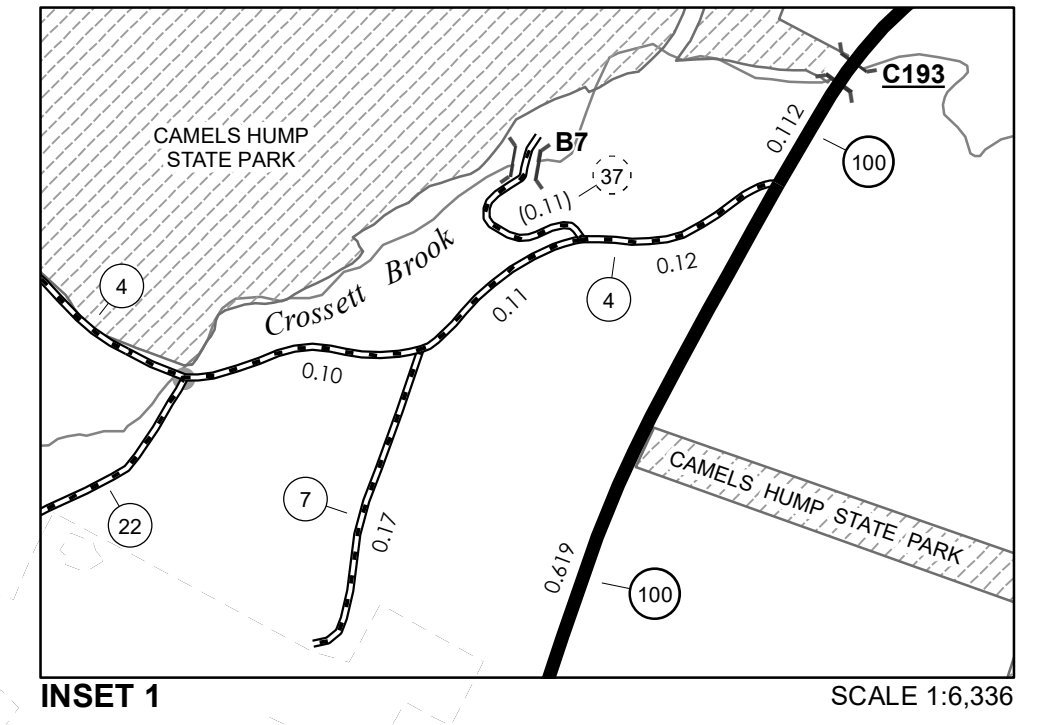 C193
CAMELS HUMP
STATE PARK
B7
0.112
100
37
(0.11)
Crossett Brook
0.12
4
4
0.11
0.10
CAMELS HUMP STATE PARK
7
22
0.17
0.619
100
INSET 1
SCALE 1:6,336